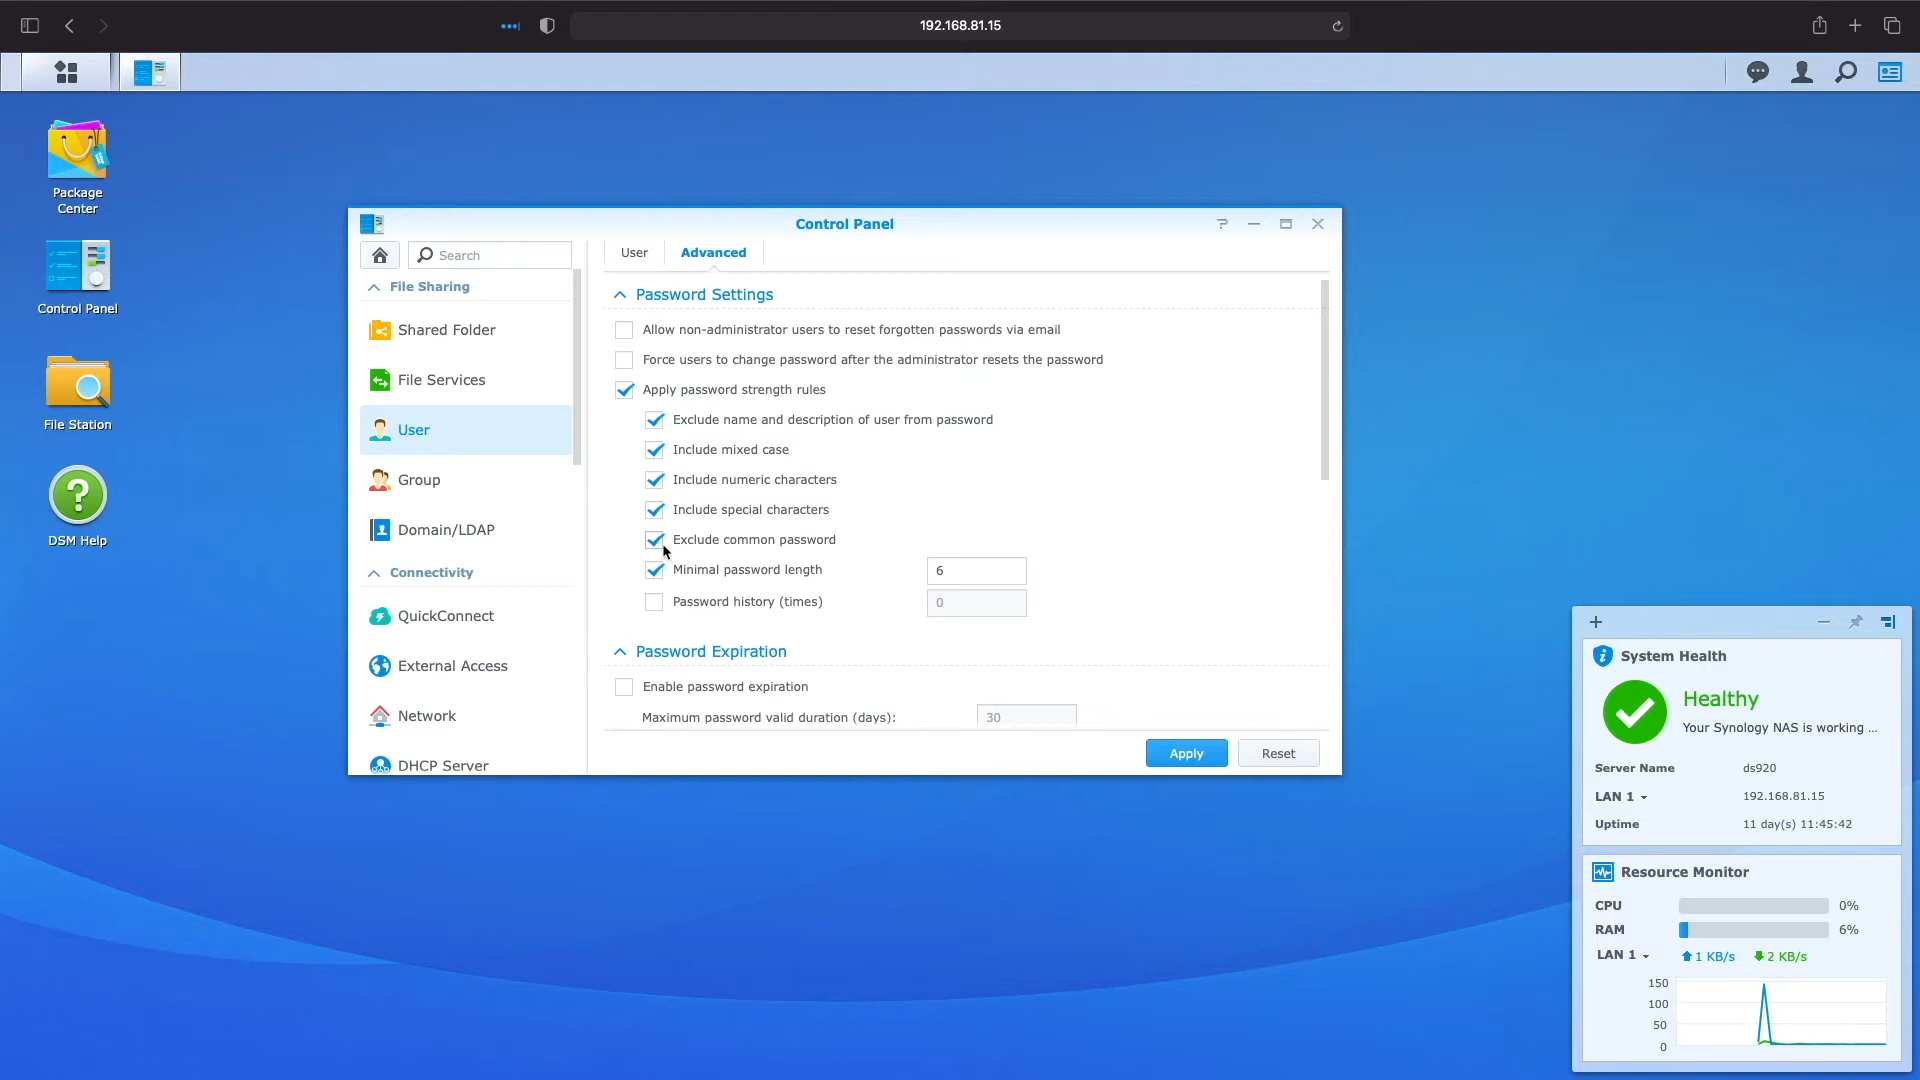 192.168.81.15
Package
Center
Control Panel
File Station
DSM Help
Control Panel
Search
User
Advanced
File Sharing
Shared Folder
File Services
User
Group
Domain/LDAP
Connectivity
QuickConnect
External Access
Network
DHCP Server
Password Settings
Allow non-administrator users to reset forgotten passwords via email
Force users to change password after the administrator resets the password
Apply password strength rules
Exclude name and description of user from password
Include mixed case
Include numeric characters
Include special characters
Exclude common password
Minimal password length 6
Password history (times) 0
Password Expiration
Enable password expiration
Maximum password valid duration (days): 30
Apply
Reset
System Health
Healthy
Your Synology NAS is working ...
Server Name ds920
LAN 1 192.168.81.15
Uptime 11 day(s) 11:45:42
Resource Monitor
CPU 0%
RAM 6%
LAN 1 1 KB/s 2 KB/s
150
100
50
0